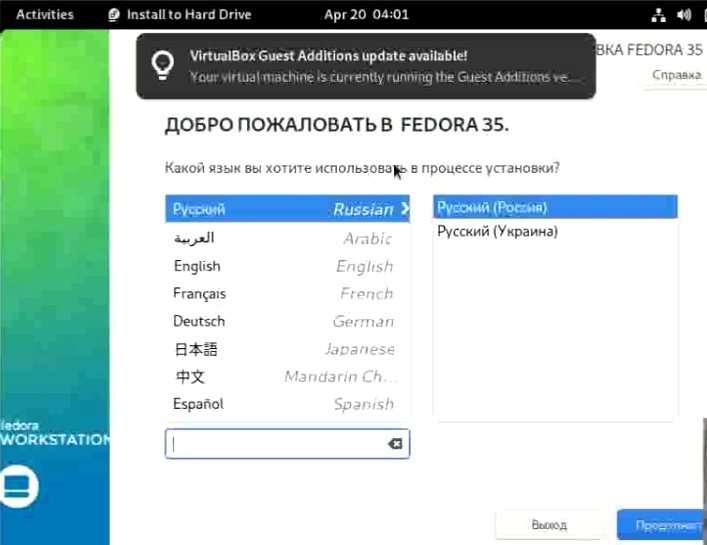 Activities Install to Hard Drive Apr 20 04:01
VirtualBox Guest Additions update available!
Your virtual machine is currently running the Guest Additions ve...
ВКА FEDORA 35
Справка
ДОБРО ПОЖАЛОВАТЬ В FEDORA 35.
Какой язык вы хотите использовать в процессе установки?
Русский Russian
العربية Arabic
English English
Français French
Deutsch German
日本語 Japanese
中文 Mandarin Ch...
Español Spanish
Русский (Россия)
Русский (Украина)
fedora
WORKSTATION
Выход
Продолжит